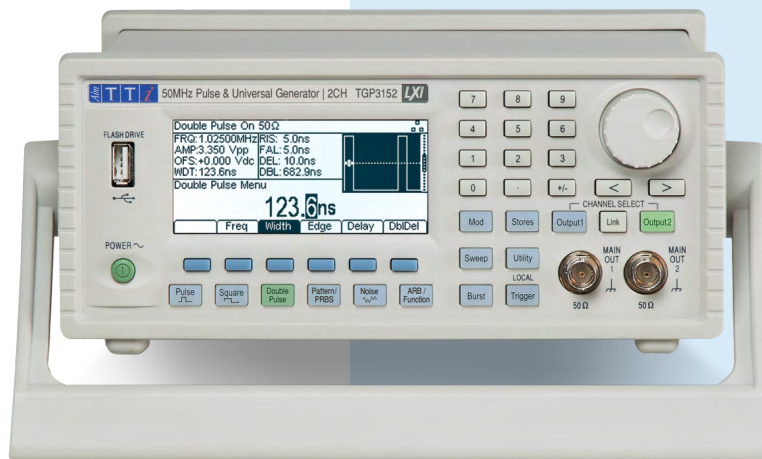 Aim TTi 50MHz Pulse & Universal Generator | 2CH TGP3152 LXI
FLASH DRIVE
POWER
Double Pulse On 50Ω
FRQ:1.02500MHz RIS: 5.0ns
AMP:3.350 Vpp FAL:5.0ns
OFS:+0.000 Vdc DEL: 10.0ns
WDT:123.6ns DBL:682.9ns
Double Pulse Menu
123.6ns
Freq Width Edge Delay DblDel
Pulse Square Double Pulse Pattern/ PRBS Noise ARB / Function
7 8 9
4 5 6
1 2 3
0 . +/- < >
CHANNEL SELECT
Mod Stores Output1 Link Output2
Sweep Utility
LOCAL
Burst Trigger
MAIN OUT 1
MAIN OUT 2
50Ω 50Ω